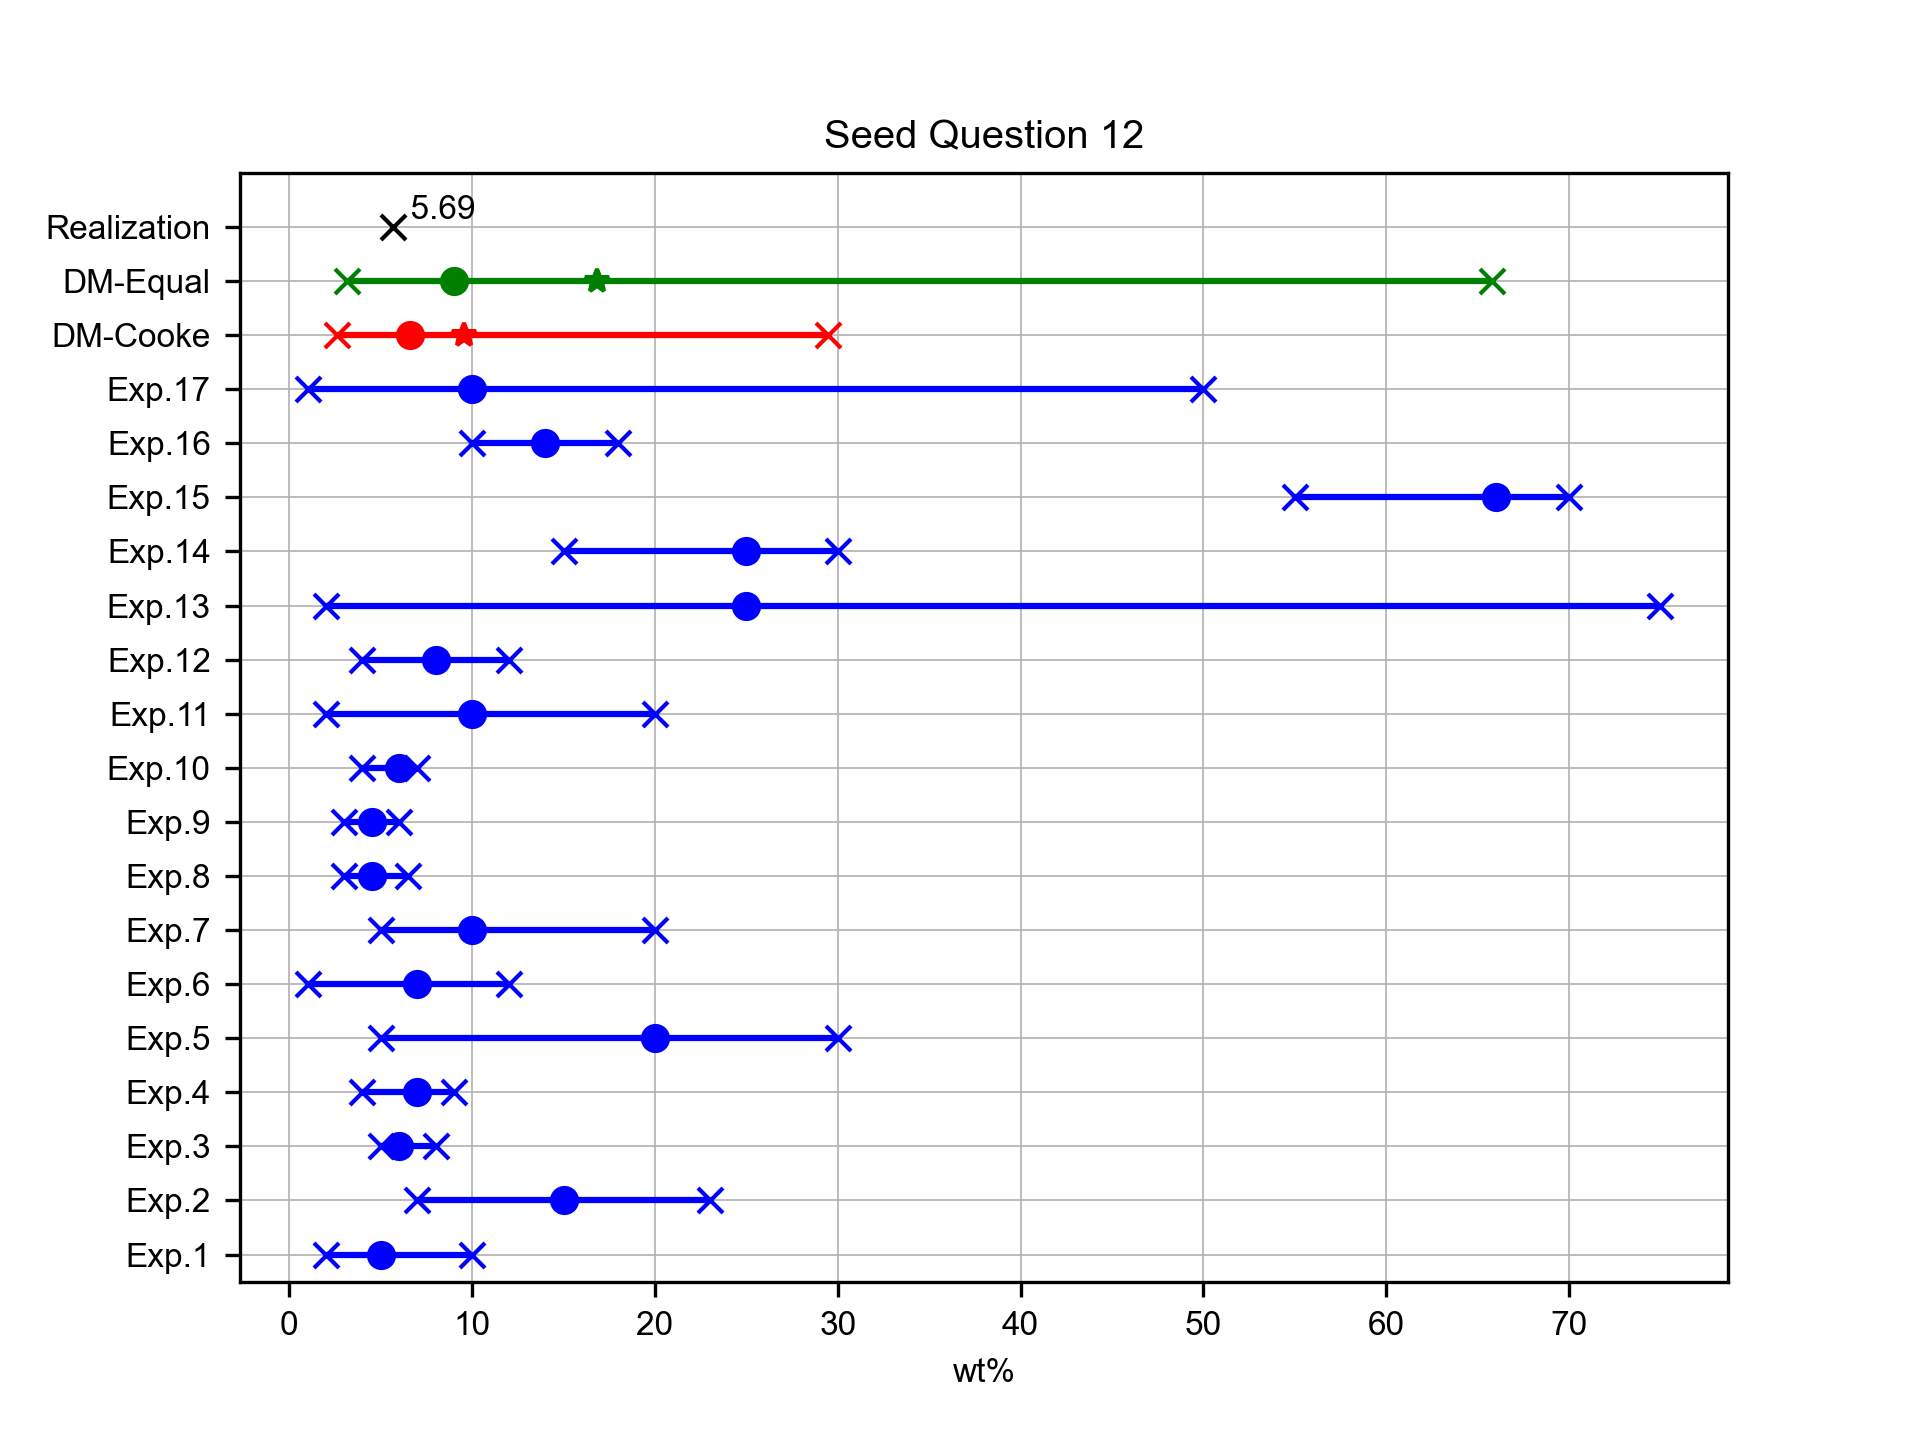 Seed Question 12
5.69
Realization
DM-Equal
DM-Cooke
Exp.17
Exp.16
Exp.15
Exp.14
Exp.13
Exp.12
Exp.11
Exp.10
Exp.9
Exp.8
Exp.7
Exp.6
Exp.5
Exp.4
Exp.3
Exp.2
Exp.1
0 10 20 30 40 50 60 70
wt%